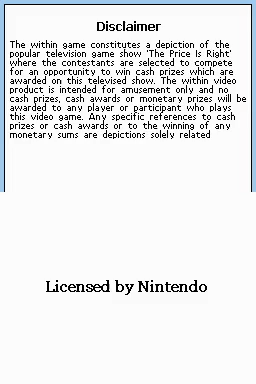 Disclaimer
The within game constitutes a depiction of the
popular television game show 'The Price Is Right'
where the contestants are selected to compete
for an opportunity to win cash prizes which are
awarded on this televised show. The within video
product is intended for amusement only and no
cash prizes, cash awards or monetary prizes will be
awarded to any player or participant who plays
this video game. Any specific references to cash
prizes or cash awards or to the winning of any
monetary sums are depictions solely related
Licensed by Nintendo